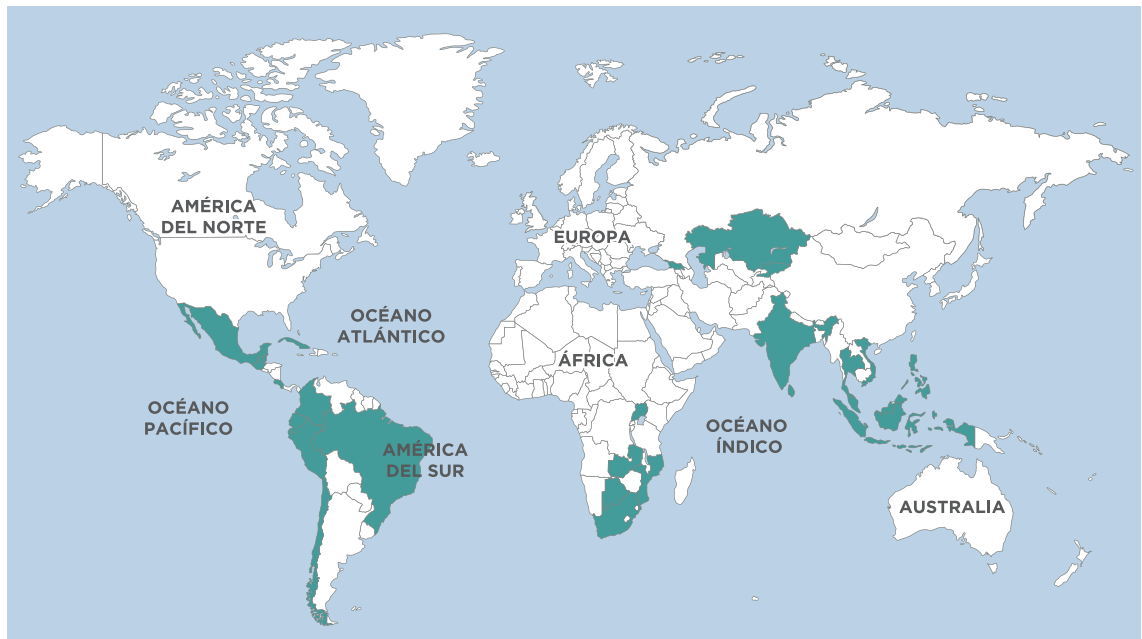 AMÉRICA
DEL NORTE
EUROPA
OCÉANO
ATLÁNTICO
ÁFRICA
OCÉANO
PACÍFICO
OCÉANO
ÍNDICO
AMÉRICA
DEL SUR
AUSTRALIA